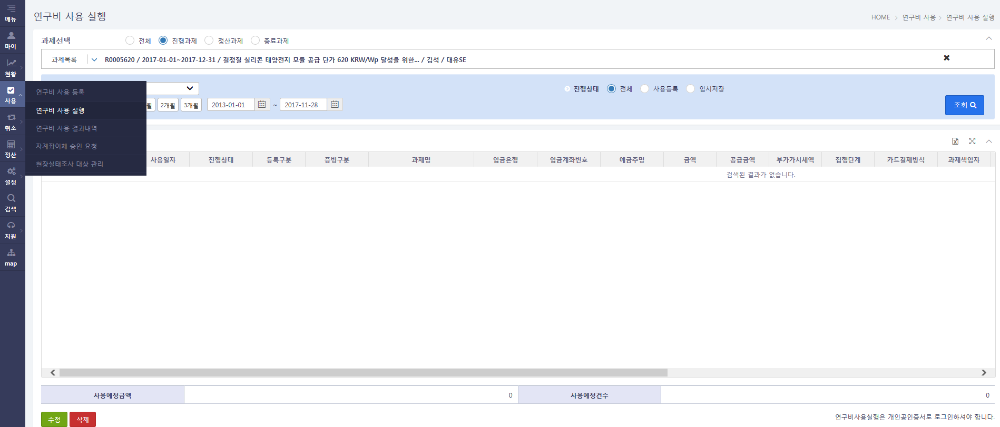 메뉴
마이
현황
사용
취소
정산
설정
검색
지원
map
연구비 사용 실행
HOME > 연구비 사용 > 연구비 사용 실행
과제선택 전체 진행과제 정산과제 종료과제
과제목록 R0005620 / 2017-01-01~2017-12-31 / 결정질 실리콘 태양전지 모듈 공급 단가 620 KRW/Wp 달성을 위한... / 김석 / 대유SE
연구비 사용 등록
연구비 사용 실행
연구비 사용 결과내역
자계좌이체 승인 요청
현장실태조사 대상 관리
진행상태 전체 사용등록 임시저장
월 2개월 3개월 2013-01-01 ~ 2017-11-28
조회
사용일자 진행상태 등록구분 증빙구분 과제명 입금은행 입금계좌번호 예금주명 금액 공급금액 부가가치세액 집행단계 카드결제방식 과제책임자
검색된 결과가 없습니다.
사용예정금액 0 사용예정건수 0
수정 삭제
연구비사용실행은 개인공인인증서로 로그인하셔야 합니다.